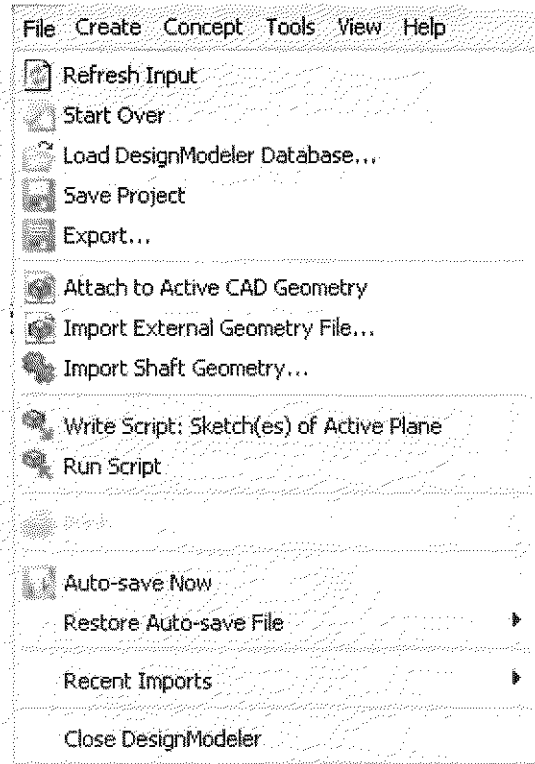 File Create Concept Tools View Help
Refresh Input
Start Over
Load DesignModeler Database...
Save Project
Export...
Attach to Active CAD Geometry
Import External Geometry File...
Import Shaft Geometry...
Write Script: Sketch(es) of Active Plane
Run Script
Auto-save Now
Restore Auto-save File
Recent Imports
Close DesignModeler